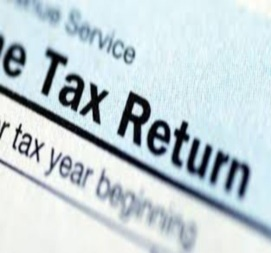 nue Service
e Tax Return
r tax year beginning